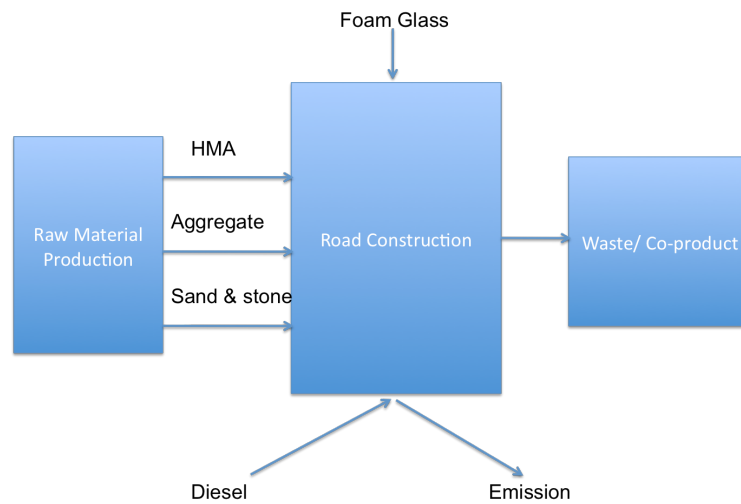 Foam Glass
HMA
Aggregate
Sand & stone
Raw Material
Production
Road Construction
Waste/ Co-product
Diesel
Emission